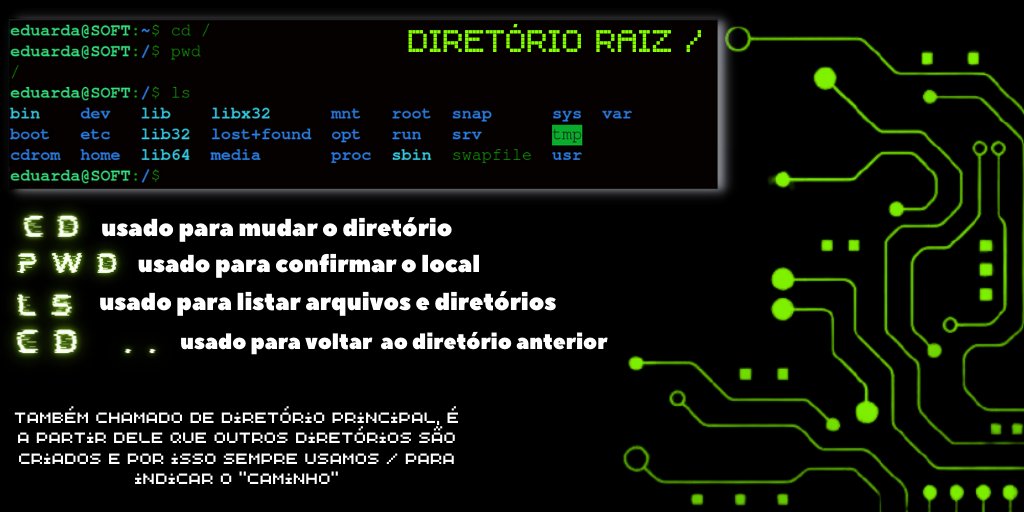 eduarda@SOFT:~$ cd /
DIRETÓRIO RAIZ /
eduarda@SOFT:/$ pwd
/
eduarda@SOFT:/$ ls
bin dev lib libx32 mnt root snap sys var
boot etc lib32 lost+found opt run srv tmp
cdrom home lib64 media proc sbin swapfile usr
eduarda@SOFT:/$
CD usado para mudar o diretório
PWD usado para confirmar o local
LS usado para listar arquivos e diretórios
CD .. usado para voltar ao diretório anterior
TAMBÉM CHAMADO DE DiRETÓRiO PRiNCiPAL, É
A PARTiR DELE QUE OUTROS DiRETÓRiOS SÃO
CRiADOS E POR iSSO SEMPRE USAMOS / PARA
iNDiCAR O "CAMiNHO"